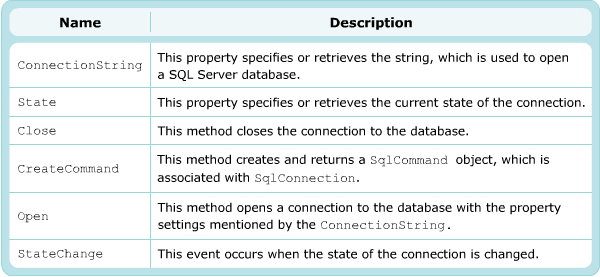 Name Description
ConnectionString This property specifies or retrieves the string, which is used to open
a SQL Server database.
State This property specifies or retrieves the current state of the connection.
Close This method closes the connection to the database.
CreateCommand This method creates and returns a SqlCommand object, which is
associated with SqlConnection.
Open This method opens a connection to the database with the property
settings mentioned by the ConnectionString.
StateChange This event occurs when the state of the connection is changed.